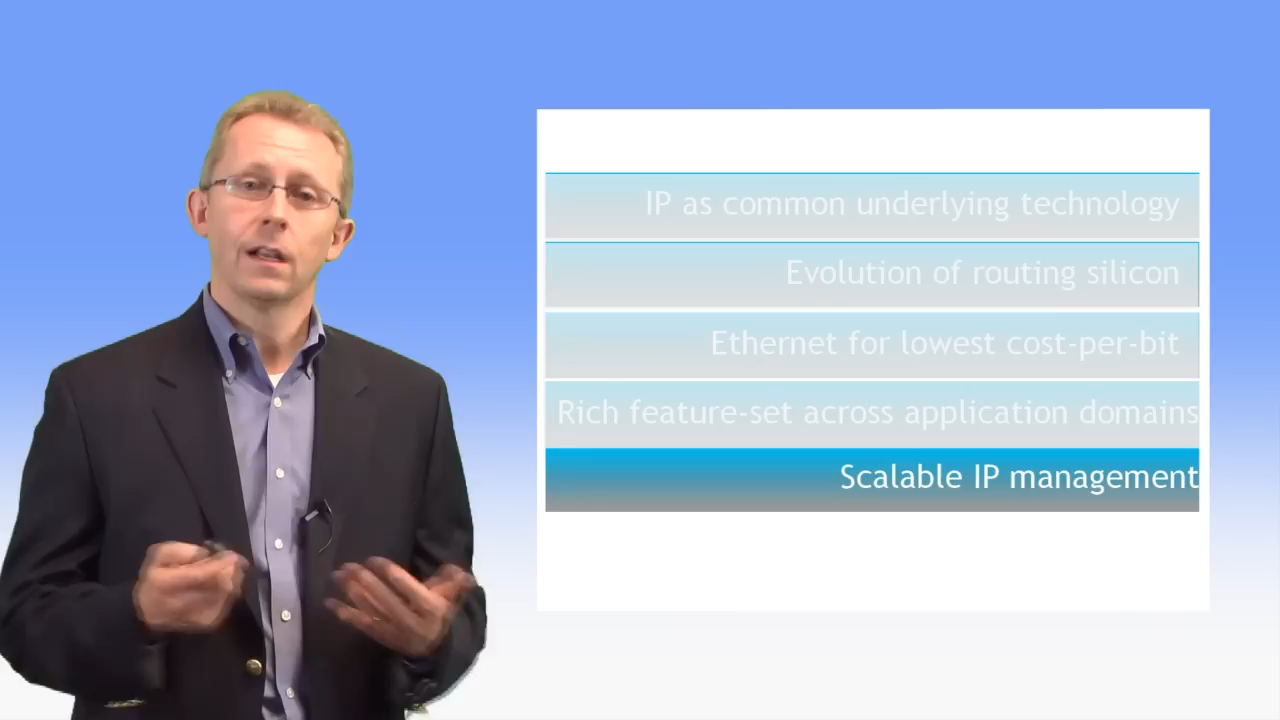 IP as common underlying technology
Evolution of routing silicon
Ethernet for lowest cost-per-bit
Rich feature-set across application domains
Scalable IP management